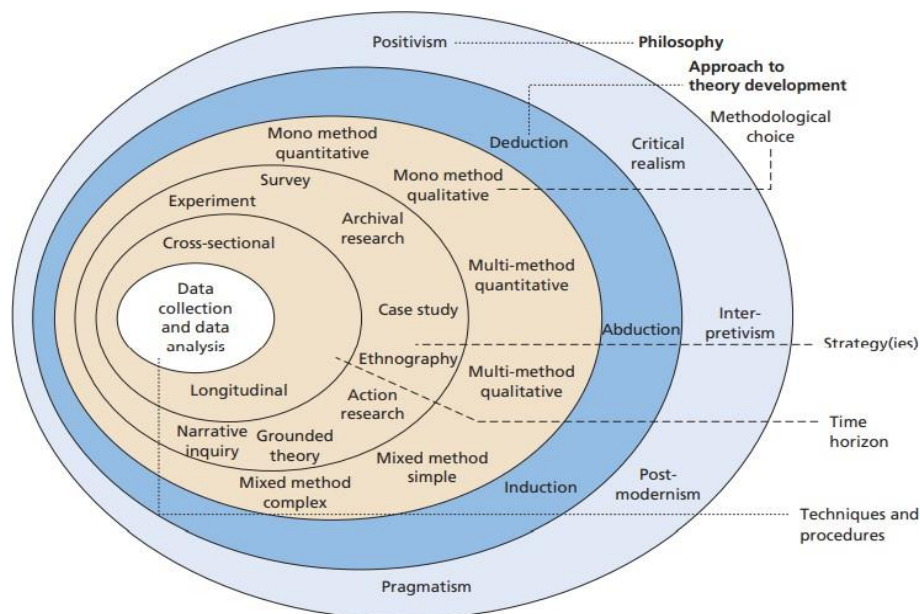 Positivism
Philosophy
Approach to
theory development
Methodological
choice
Mono method
quantitative
Deduction
Critical
realism
Mono method
qualitative
Survey
Experiment
Archival
research
Cross-sectional
Multi-method
quantitative
Data
collection
and data
analysis
Case study
Inter-
pretivism
Abduction
Strategy(ies)
Ethnography
Multi-method
qualitative
Longitudinal
Action
research
Time
horizon
Narrative
inquiry
Grounded
theory
Mixed method
simple
Mixed method
complex
Induction
Post-
modernism
Techniques and
procedures
Pragmatism